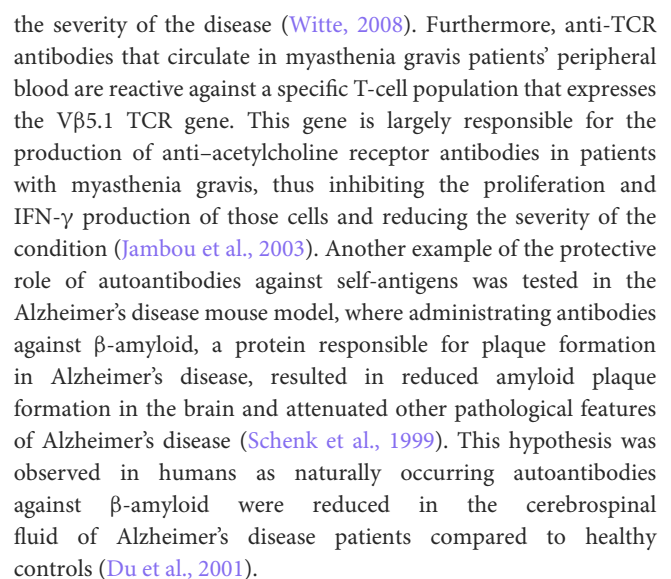 the severity of the disease (Witte, 2008). Furthermore, anti-TCR
antibodies that circulate in myasthenia gravis patients’ peripheral
blood are reactive against a specific T-cell population that expresses
the Vβ5.1 TCR gene. This gene is largely responsible for the
production of anti–acetylcholine receptor antibodies in patients
with myasthenia gravis, thus inhibiting the proliferation and
IFN-γ production of those cells and reducing the severity of the
condition (Jambou et al., 2003). Another example of the protective
role of autoantibodies against self-antigens was tested in the
Alzheimer’s disease mouse model, where administrating antibodies
against β-amyloid, a protein responsible for plaque formation
in Alzheimer’s disease, resulted in reduced amyloid plaque
formation in the brain and attenuated other pathological features
of Alzheimer’s disease (Schenk et al., 1999). This hypothesis was
observed in humans as naturally occurring autoantibodies
against β-amyloid were reduced in the cerebrospinal
fluid of Alzheimer’s disease patients compared to healthy
controls (Du et al., 2001).